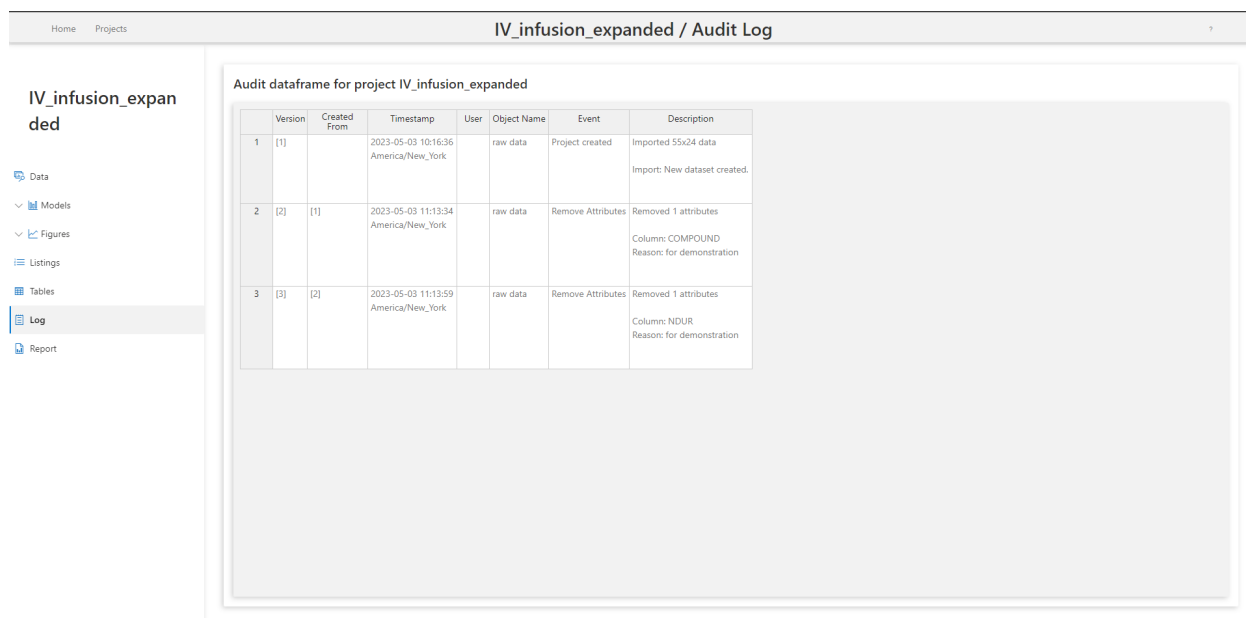 Home Projects IV_infusion_expanded / Audit Log ?
IV_infusion_expan
ded
Data
Models
Figures
Listings
Tables
Log
Report
Audit dataframe for project IV_infusion_expanded
Version Created From Timestamp User Object Name Event Description
1 [1] 2023-05-03 10:16:36 raw data Project created Imported 55x24 data
America/New_York
Import: New dataset created.
2 [2] [1] 2023-05-03 11:13:34 raw data Remove Attributes Removed 1 attributes
America/New_York
Column: COMPOUND
Reason: for demonstration
3 [3] [2] 2023-05-03 11:13:59 raw data Remove Attributes Removed 1 attributes
America/New_York
Column: NDUR
Reason: for demonstration